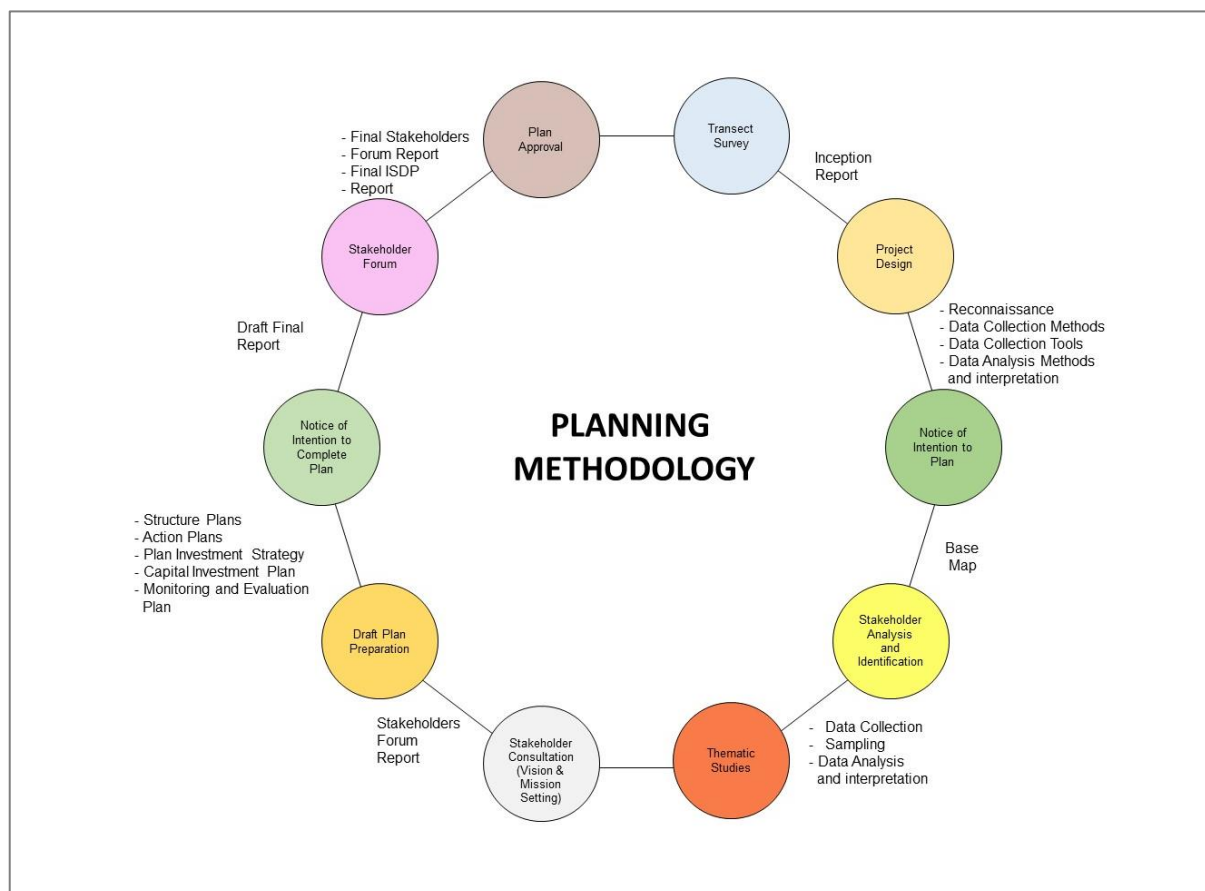 PLANNING
METHODOLOGY
Transect
Survey
Inception
Report
Project
Design
- Reconnaissance
- Data Collection Methods
- Data Collection Tools
- Data Analysis Methods
and interpretation
Notice of
Intention to
Plan
Base
Map
Stakeholder
Analysis
and
Identification
- Data Collection
- Sampling
- Data Analysis
and interpretation
Thematic
Studies
Stakeholder
Consultation
(Vision &
Mission
Setting)
Stakeholders
Forum
Report
Draft Plan
Preparation
- Structure Plans
- Action Plans
- Plan Investment Strategy
- Capital Investment Plan
- Monitoring and Evaluation
Plan
Notice of
Intention to
Complete
Plan
Draft Final
Report
Stakeholder
Forum
- Final Stakeholders
- Forum Report
- Final ISDP
- Report
Plan
Approval